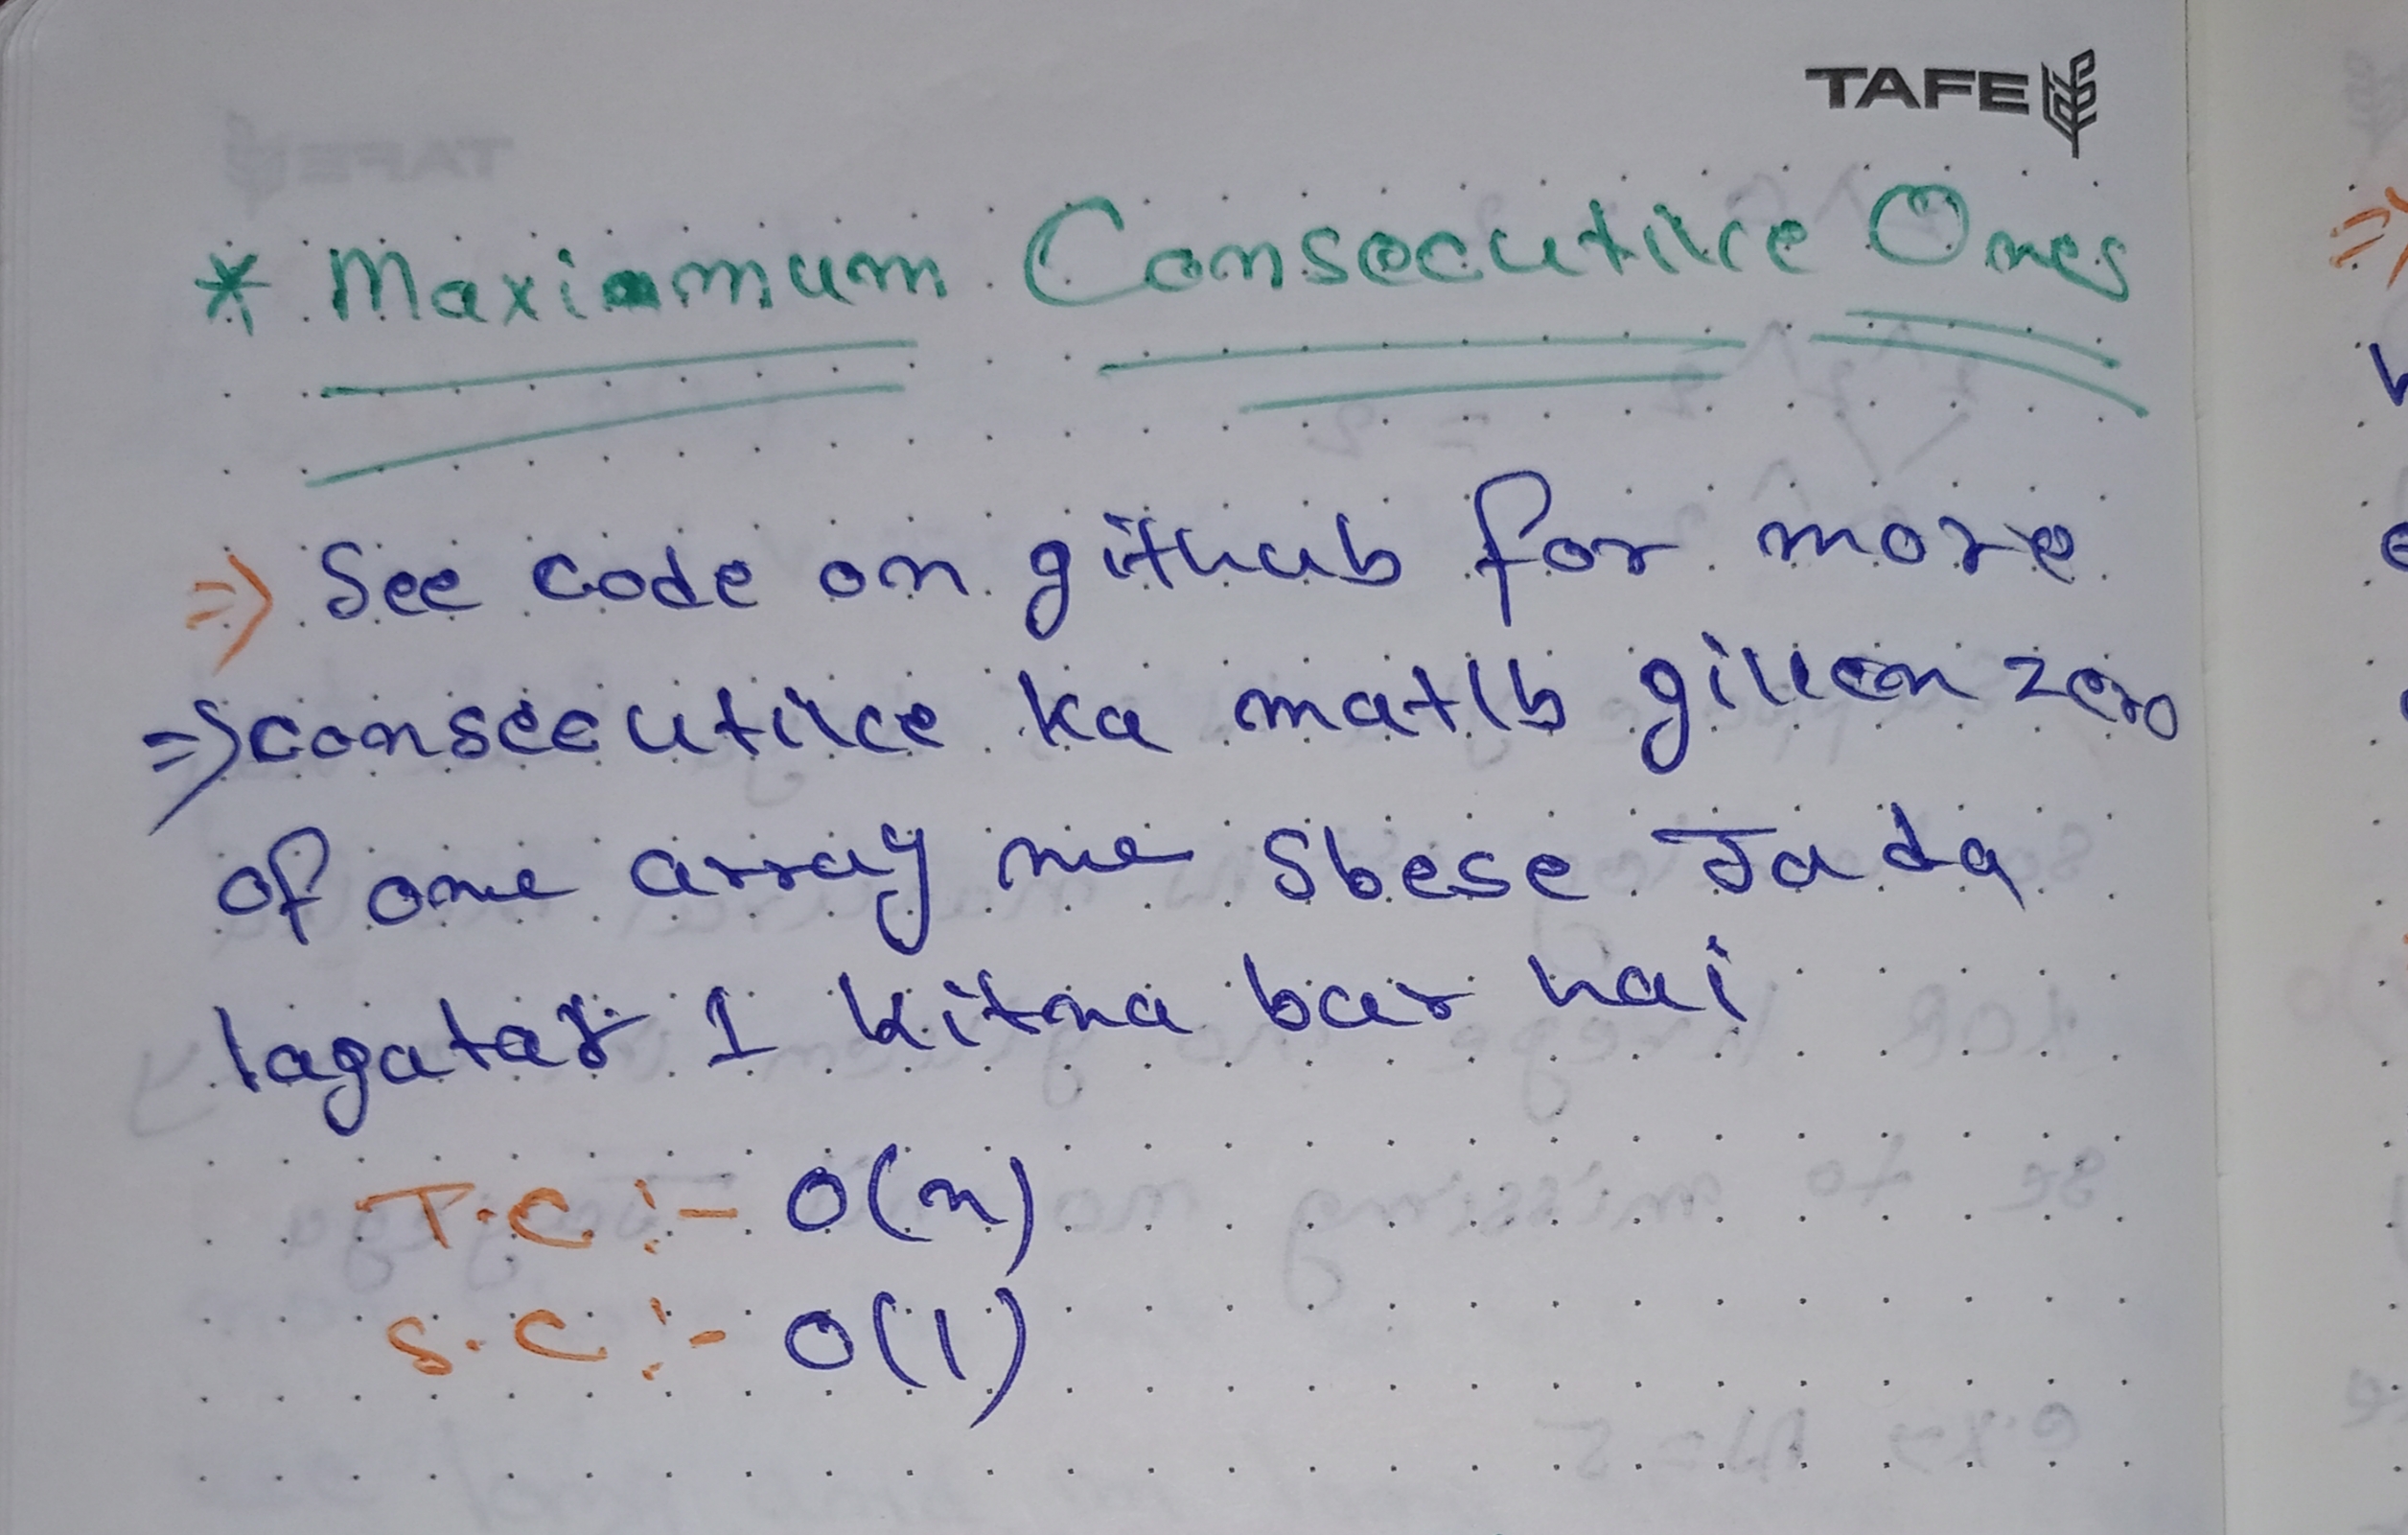 TAFE
* Maximum Consecutive Ones
⇒ See code on github for more
⇒ consecutive ka matlb given zero
of one array me Sbese Jada
lagatar 1 kitna bar hai
T.C :- O(n)
S.C :- O(1)